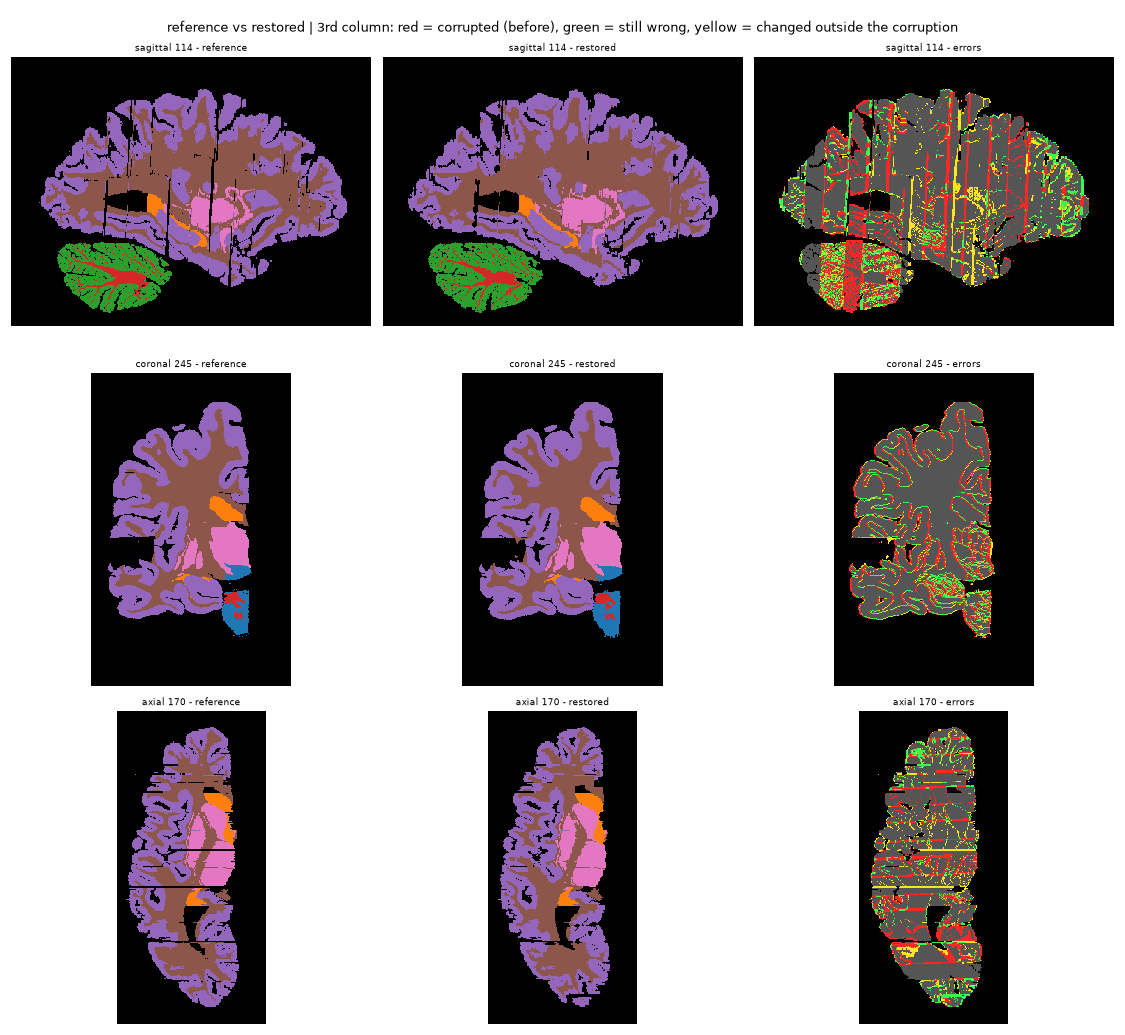 reference vs restored | 3rd column: red = corrupted (before), green = still wrong, yellow = changed outside the corruption
sagittal 114 - reference
sagittal 114 - restored
sagittal 114 - errors
coronal 245 - reference
coronal 245 - restored
coronal 245 - errors
axial 170 - reference
axial 170 - restored
axial 170 - errors